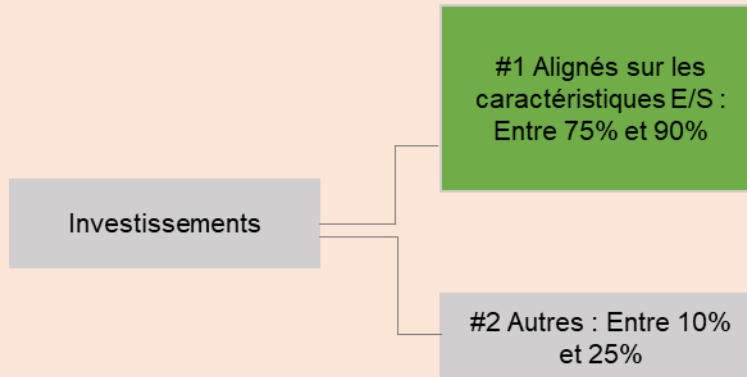 #1 Alignés sur les
caractéristiques E/S :
Entre 75% et 90%
Investissements
#2 Autres : Entre 10%
et 25%